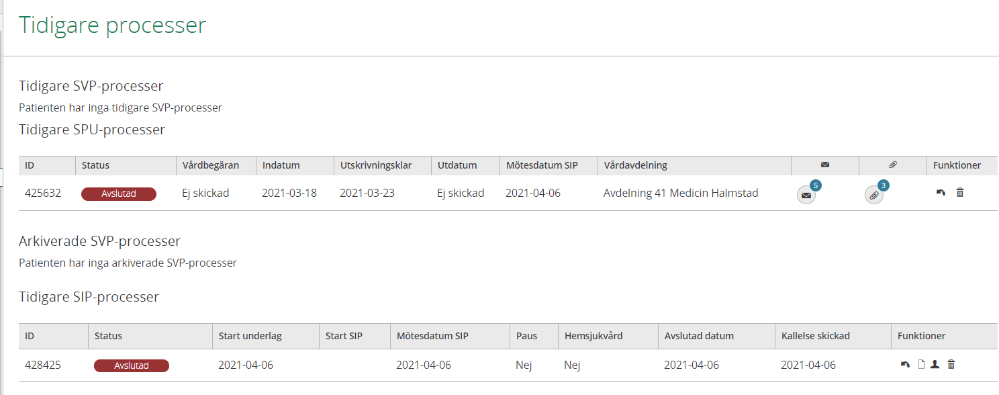 Tidigare processer
Tidigare SVP-processer
Patienten har inga tidigare SVP-processer
Tidigare SPU-processer
ID Status Vårdbegäran Indatum Utskrivningsklar Utdatum Mötesdatum SIP Vårdavdelning Funktioner
425632 Avslutad Ej skickad 2021-03-18 2021-03-23 Ej skickad 2021-04-06 Avdelning 41 Medicin Halmstad 5 3
Arkiverade SVP-processer
Patienten har inga arkiverade SVP-processer
Tidigare SIP-processer
ID Status Start underlag Start SIP Mötesdatum SIP Paus Hemsjukvård Avslutad datum Kallelse skickad Funktioner
428425 Avslutad 2021-04-06 2021-04-06 Nej Nej 2021-04-06 2021-04-06